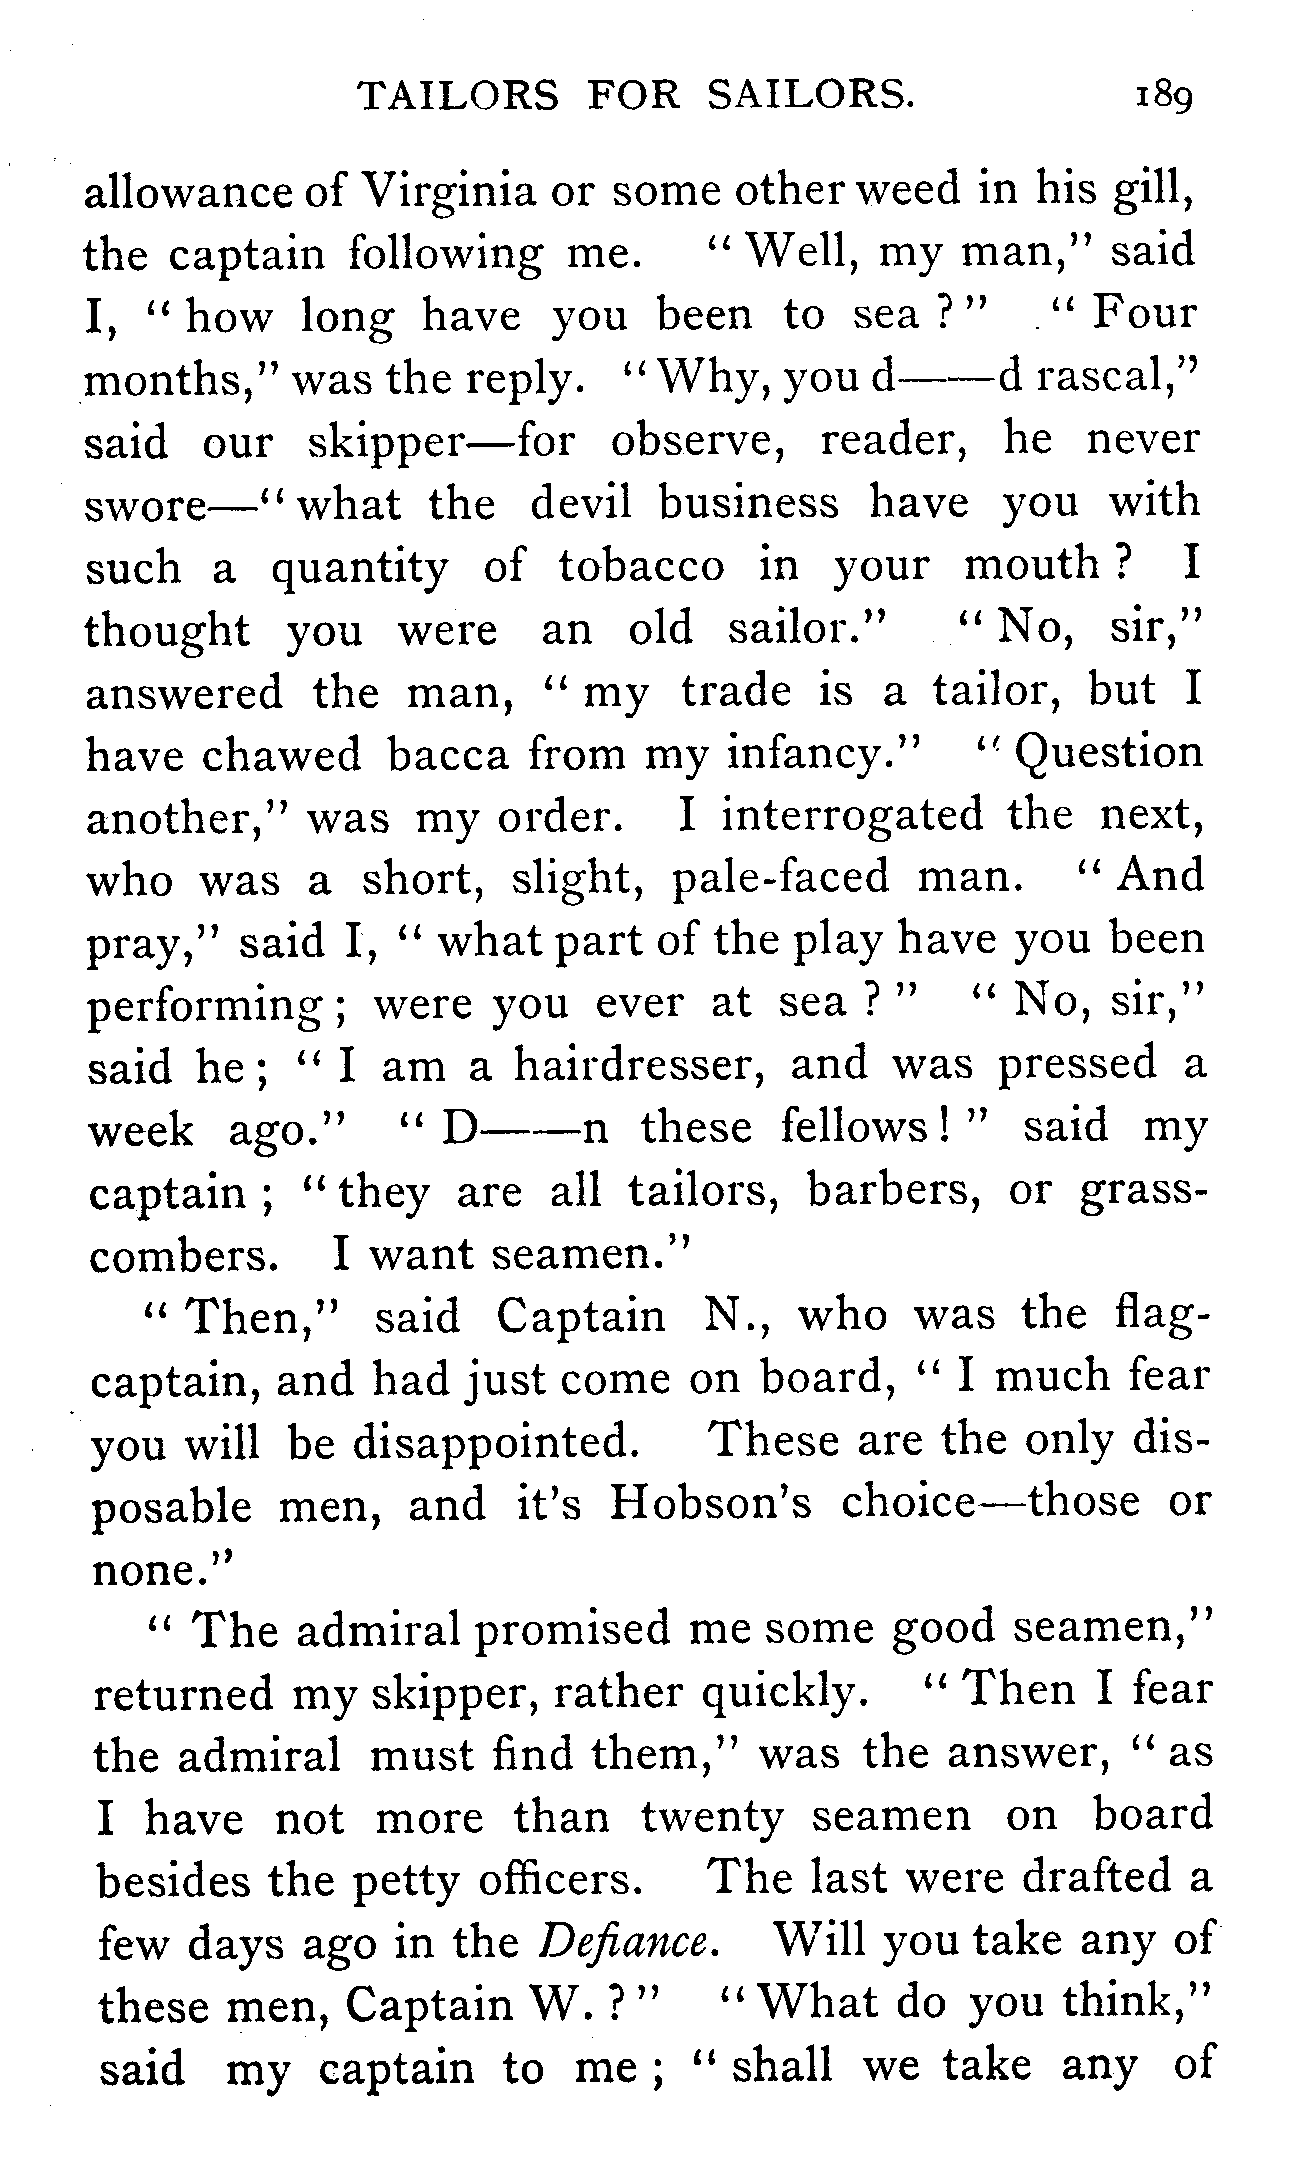 TAILORS FOR SAILORS. 189
allowance of Virginia or some other weed in his gill,
the captain following me. "Well, my man," said
I, "how long have you been to sea?" "Four
months," was the reply. "Why, you d——d rascal,"
said our skipper—for observe, reader, he never
swore—"what the devil business have you with
such a quantity of tobacco in your mouth? I
thought you were an old sailor." "No, sir,"
answered the man, "my trade is a tailor, but I
have chawed bacca from my infancy." "Question
another," was my order. I interrogated the next,
who was a short, slight, pale-faced man. "And
pray," said I, "what part of the play have you been
performing; were you ever at sea?" "No, sir,"
said he; "I am a hairdresser, and was pressed a
week ago." "D——n these fellows!" said my
captain; "they are all tailors, barbers, or grass-
combers. I want seamen."
"Then," said Captain N., who was the flag-
captain, and had just come on board, "I much fear
you will be disappointed. These are the only dis-
posable men, and it's Hobson's choice—those or
none."
"The admiral promised me some good seamen,"
returned my skipper, rather quickly. "Then I fear
the admiral must find them," was the answer, "as
I have not more than twenty seamen on board
besides the petty officers. The last were drafted a
few days ago in the Defiance. Will you take any of
these men, Captain W.?" "What do you think,"
said my captain to me; "shall we take any of